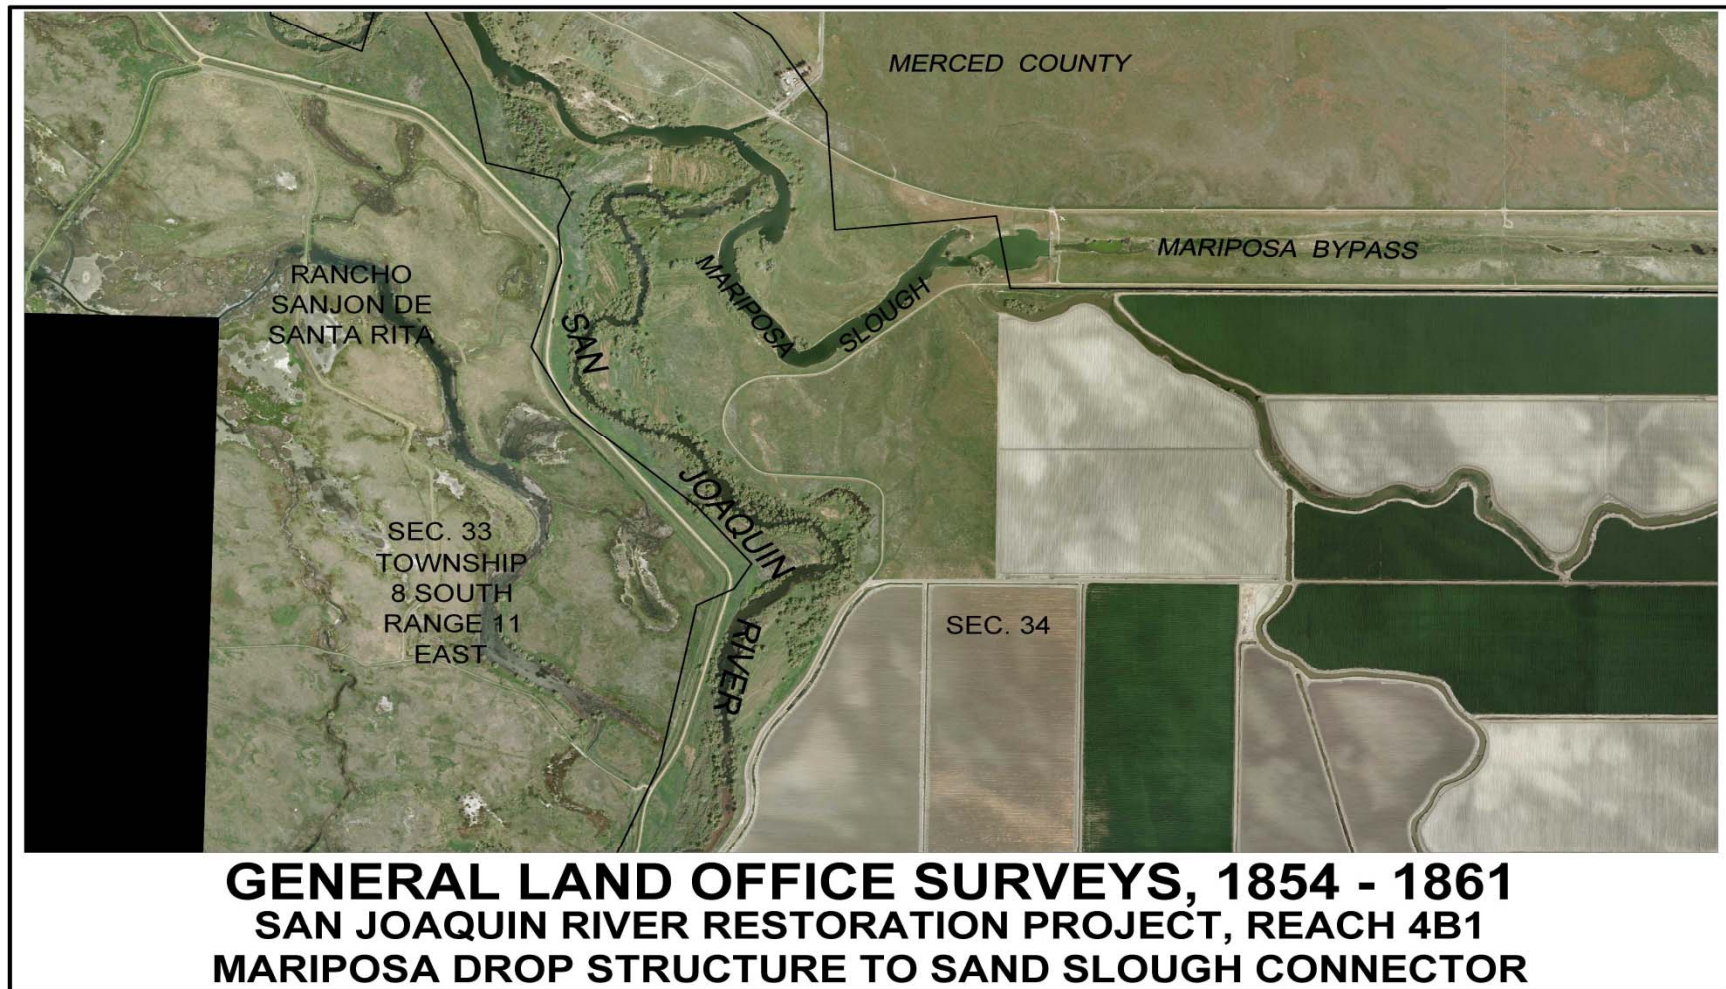 MERCED COUNTY
MARIPOSA BYPASS
RANCHO
SANJON DE
SANTA RITA
MARIPOSA SLOUGH
SAN JOAQUIN RIVER
SEC. 33
TOWNSHIP
8 SOUTH
RANGE 11
EAST
SEC. 34
GENERAL LAND OFFICE SURVEYS, 1854 - 1861
SAN JOAQUIN RIVER RESTORATION PROJECT, REACH 4B1
MARIPOSA DROP STRUCTURE TO SAND SLOUGH CONNECTOR